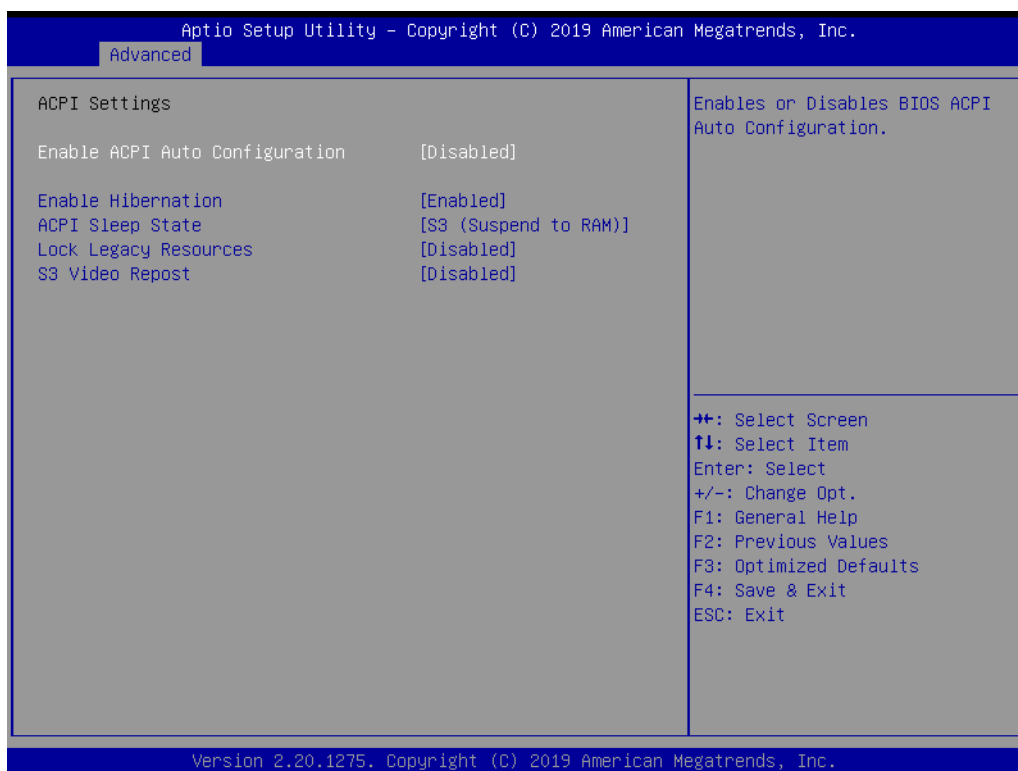 Aptio Setup Utility – Copyright (C) 2019 American Megatrends, Inc.
Advanced
ACPI Settings
Enable ACPI Auto Configuration [Disabled]
Enable Hibernation [Enabled]
ACPI Sleep State [S3 (Suspend to RAM)]
Lock Legacy Resources [Disabled]
S3 Video Repost [Disabled]
Enables or Disables BIOS ACPI
Auto Configuration.
→←: Select Screen
↑↓: Select Item
Enter: Select
+/-: Change Opt.
F1: General Help
F2: Previous Values
F3: Optimized Defaults
F4: Save & Exit
ESC: Exit
Version 2.20.1275. Copyright (C) 2019 American Megatrends, Inc.